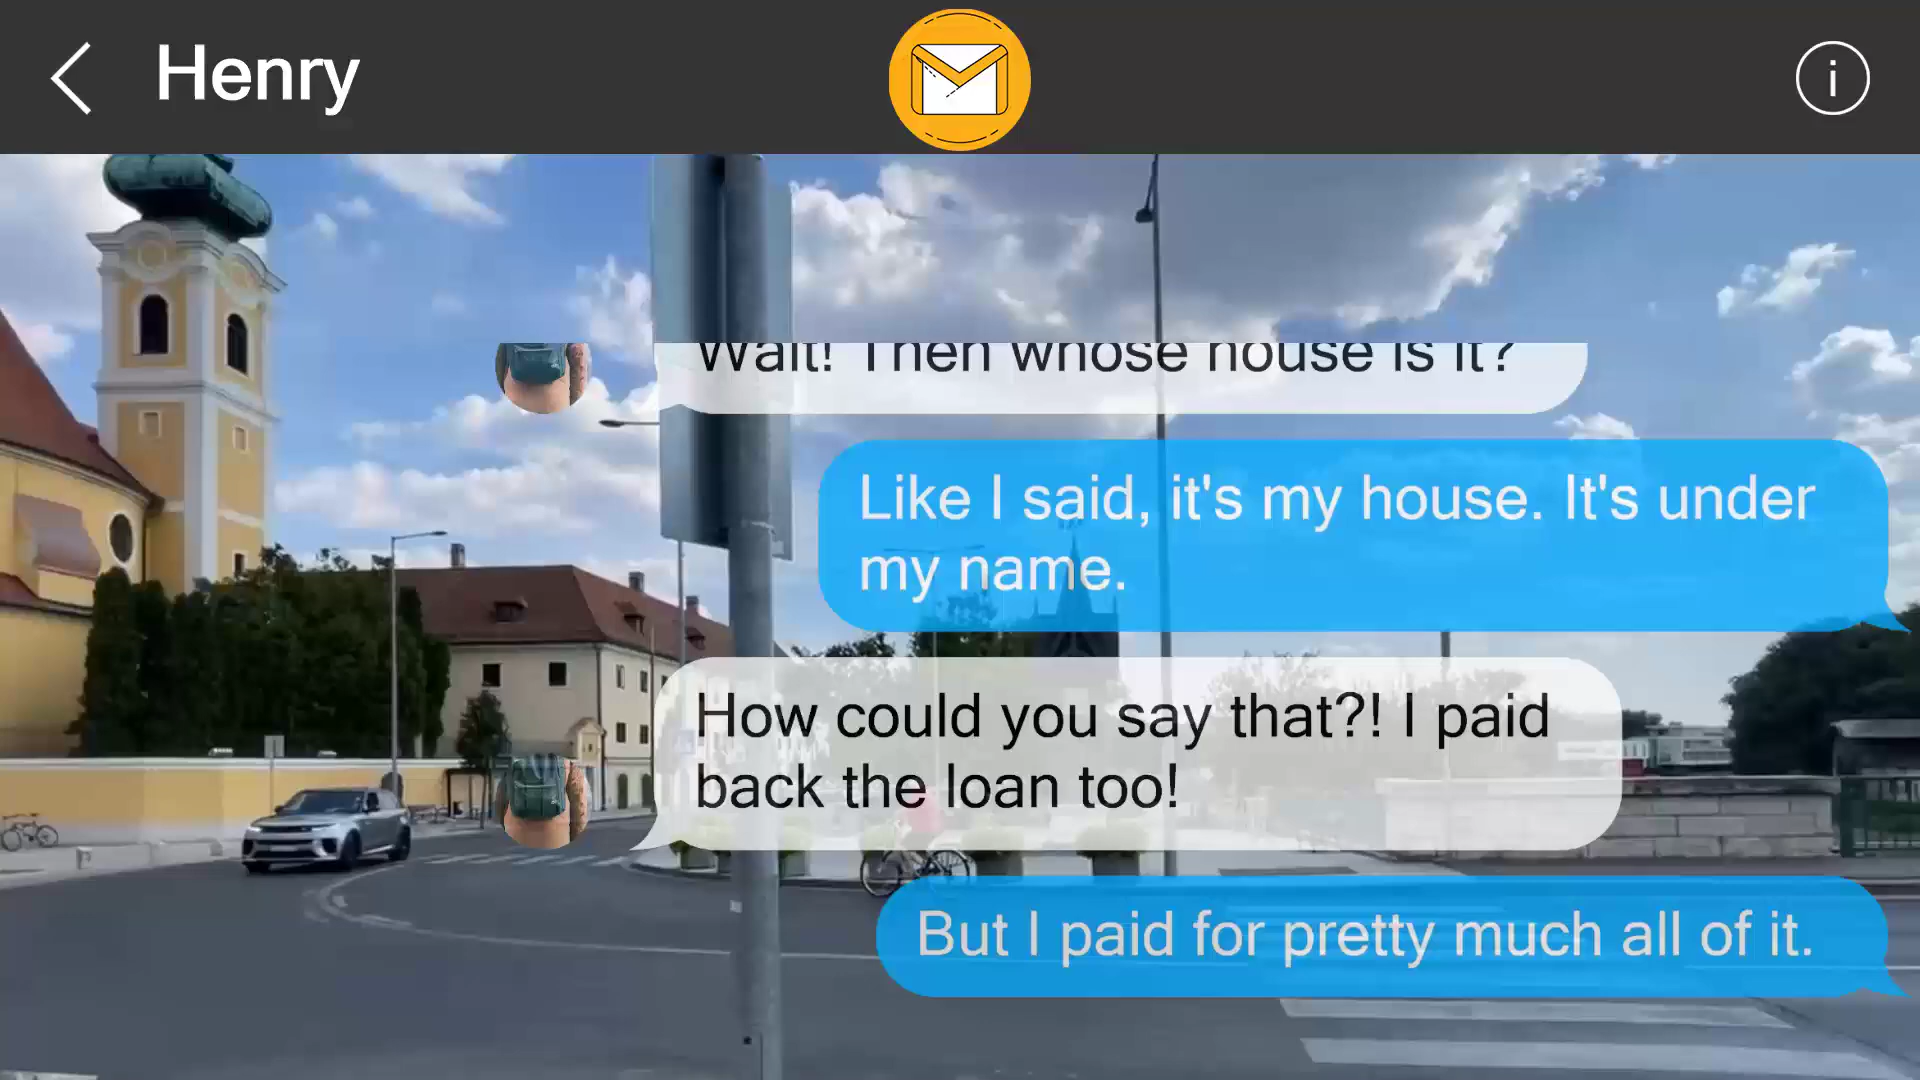 Henry
Wait! Then whose house is it?
Like I said, it's my house. It's under
my name.
How could you say that?! I paid
back the loan too!
But I paid for pretty much all of it.